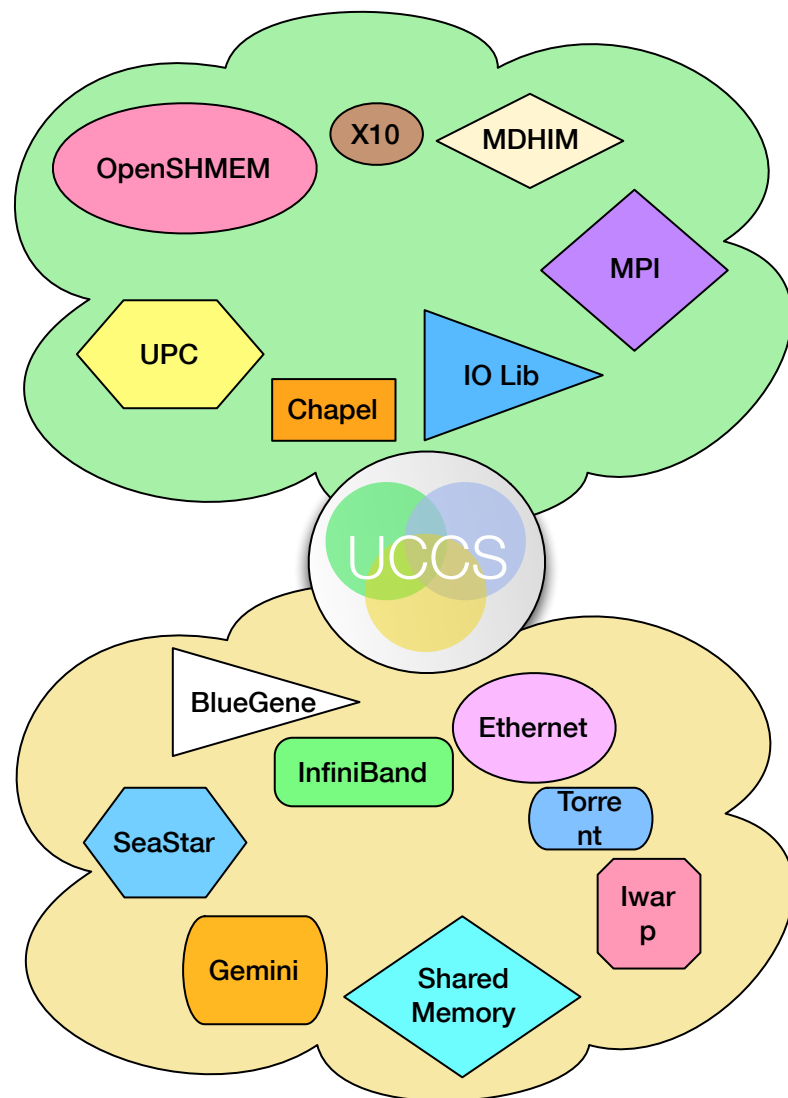 OpenSHMEM
X10
MDHIM
MPI
UPC
IO Lib
Chapel
UCCS
BlueGene
Ethernet
InfiniBand
Torre
nt
SeaStar
Iwar
p
Gemini
Shared
Memory